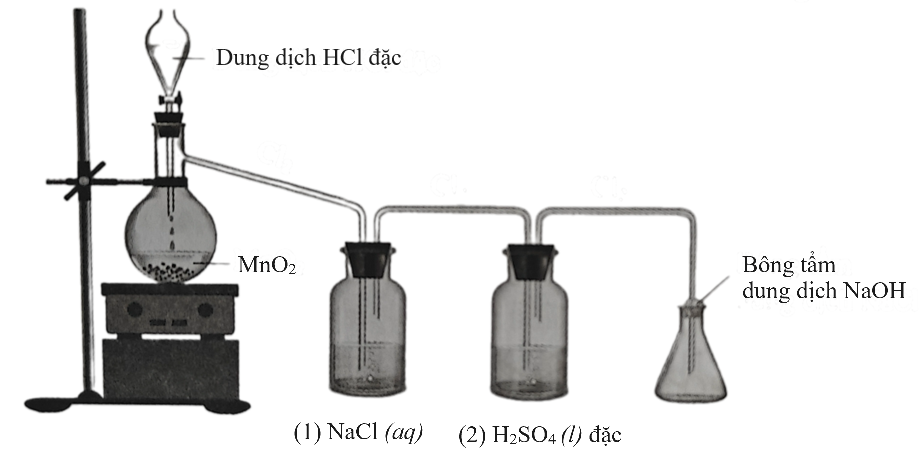 Dung dịch HCl đặc
MnO₂
Bông tẩm
dung dịch NaOH
(1) NaCl (aq) (2) H₂SO₄ (l) đặc